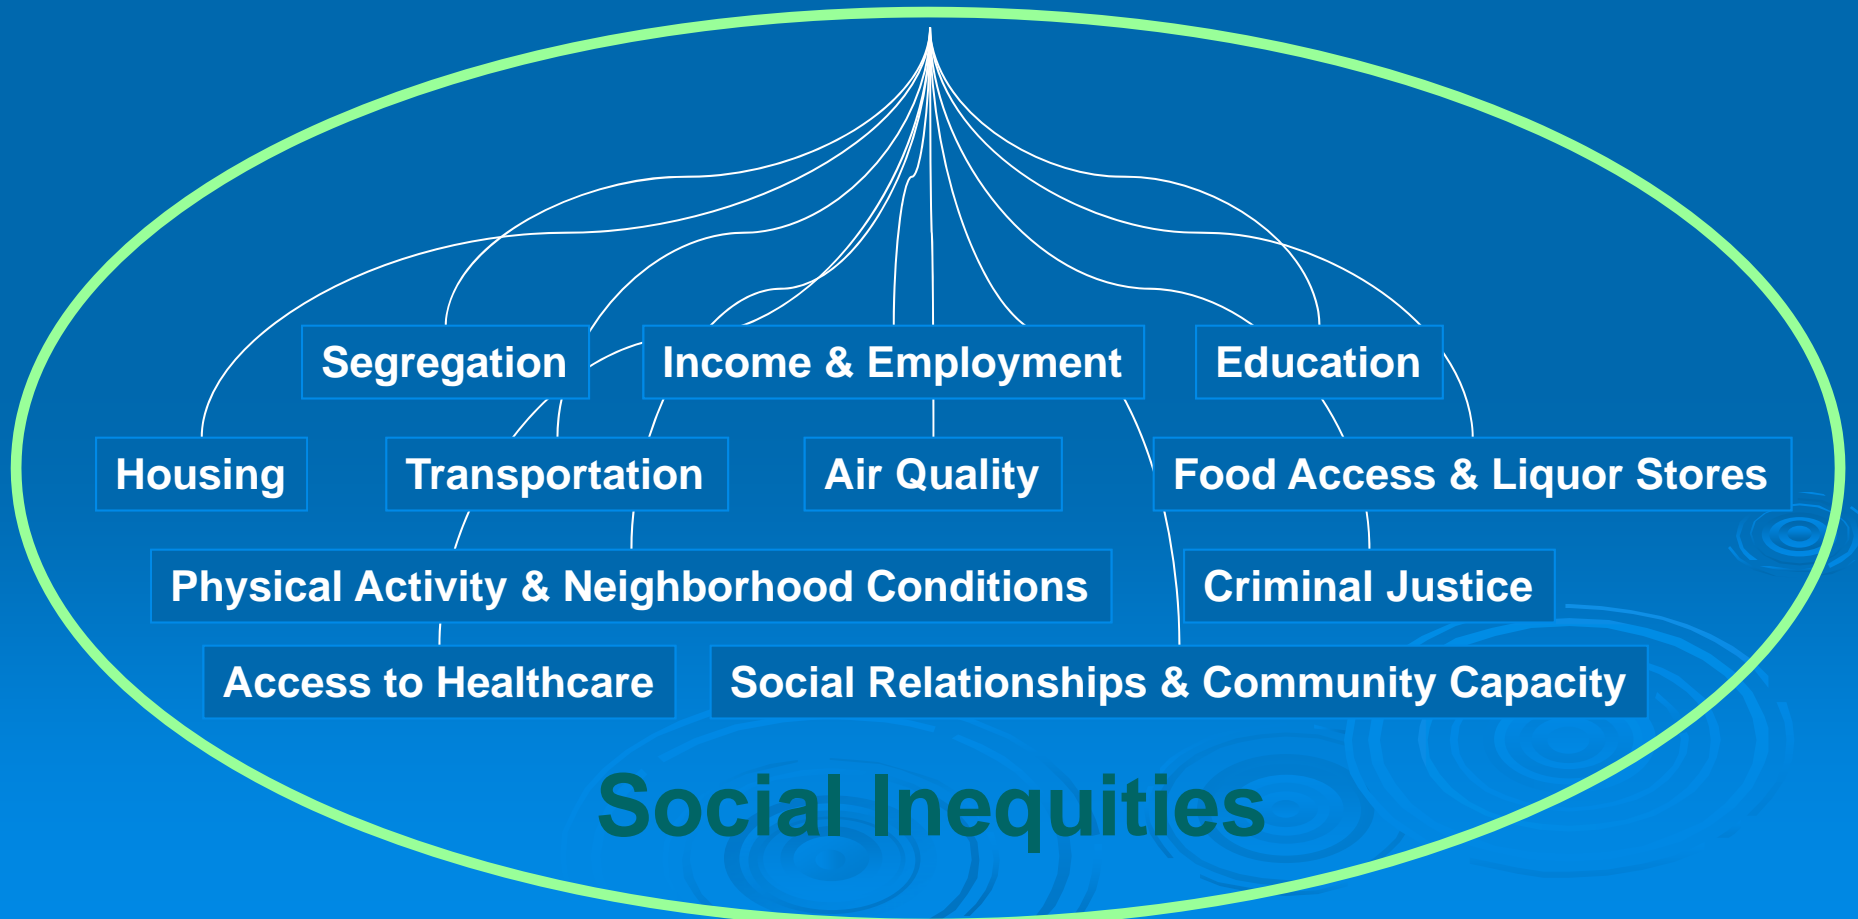 Segregation
Income & Employment
Education
Housing
Transportation
Air Quality
Food Access & Liquor Stores
Physical Activity & Neighborhood Conditions
Criminal Justice
Access to Healthcare
Social Relationships & Community Capacity
Social Inequities